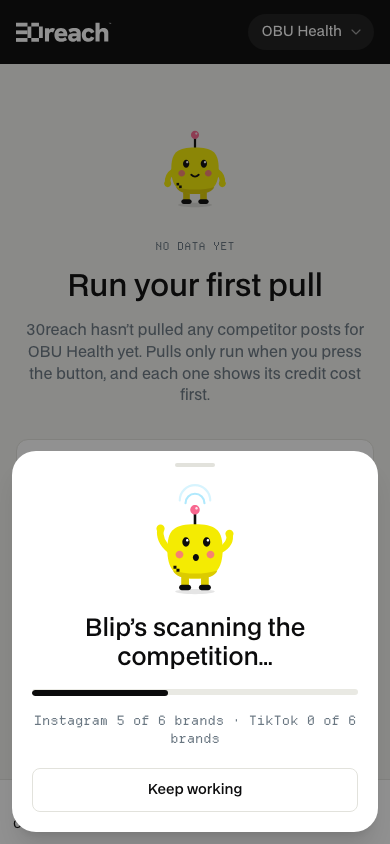 30reach
OBU Health
NO DATA YET
Run your first pull
30reach hasn't pulled any competitor posts for
OBU Health yet. Pulls only run when you press
the button, and each one shows its credit cost
first.
Blip's scanning the
competition…
Instagram 5 of 6 brands · TikTok 0 of 6
brands
Keep working